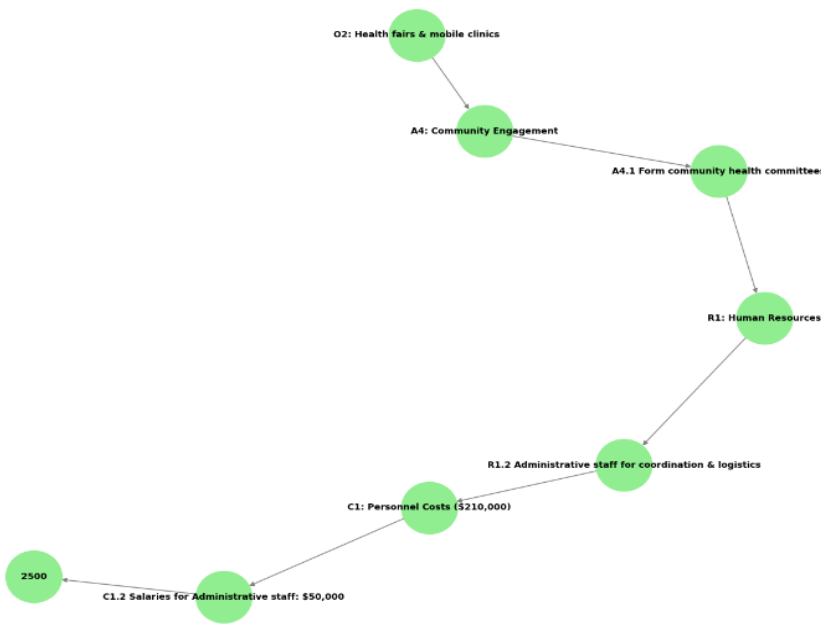 O2: Health fairs & mobile clinics
A4: Community Engagement
A4.1 Form community health committees
R1: Human Resources
R1.2 Administrative staff for coordination & logistics
C1: Personnel Costs ($210,000)
2500
C1.2 Salaries for Administrative staff: $50,000